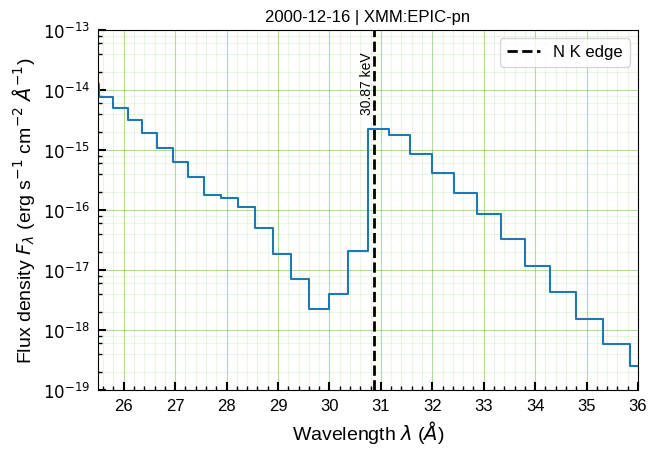 2000-12-16 | XMM:EPIC-pn
N K edge
30.87 keV
Flux density Fλ (erg s⁻¹ cm⁻² Å⁻¹)
10⁻¹³
10⁻¹⁴
10⁻¹⁵
10⁻¹⁶
10⁻¹⁷
10⁻¹⁸
10⁻¹⁹
26 27 28 29 30 31 32 33 34 35 36
Wavelength λ (Å)